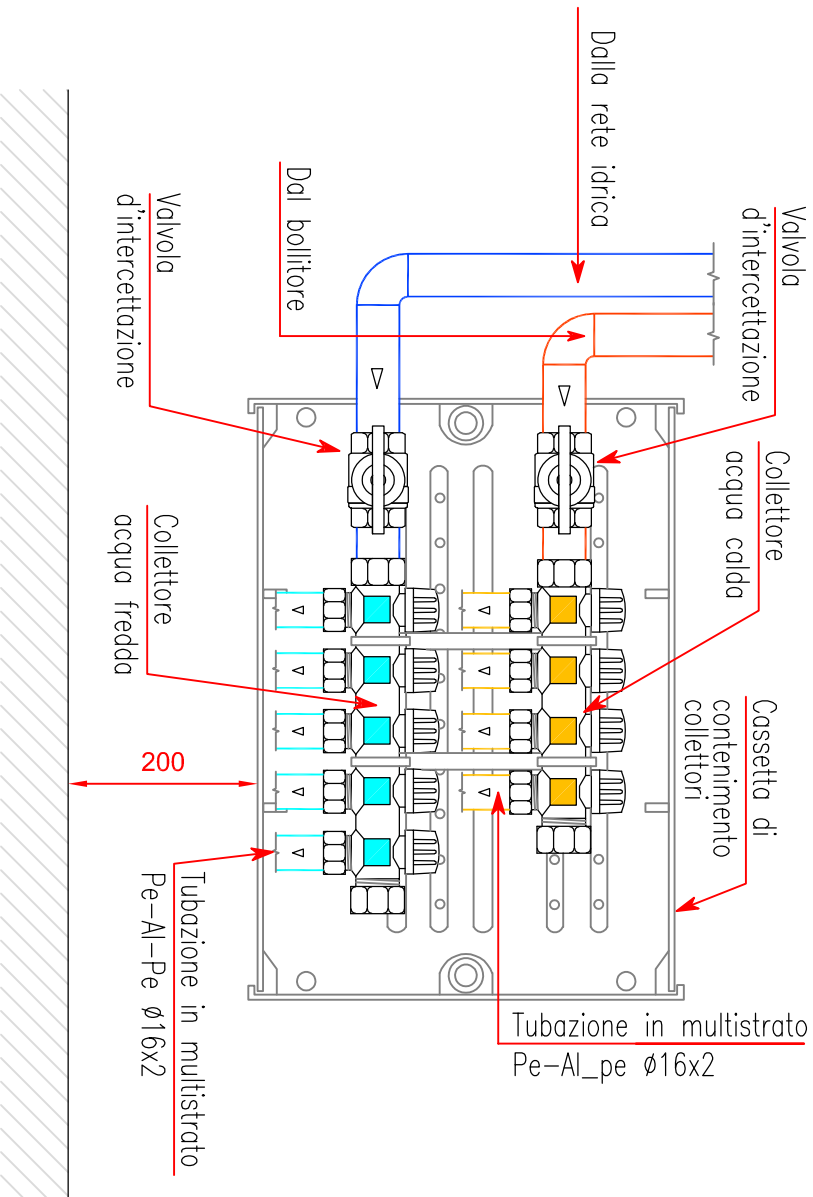 Dalla rete idrica
Dal bollitore
Valvola
d'intercettazione
Valvola
d'intercettazione
Collettore
acqua calda
Collettore
acqua fredda
Cassetta di
contenimento
collettori
200
Tubazione in multistrato
Pe-Al-Pe ø16x2
Tubazione in multistrato
Pe-Al_pe ø16x2